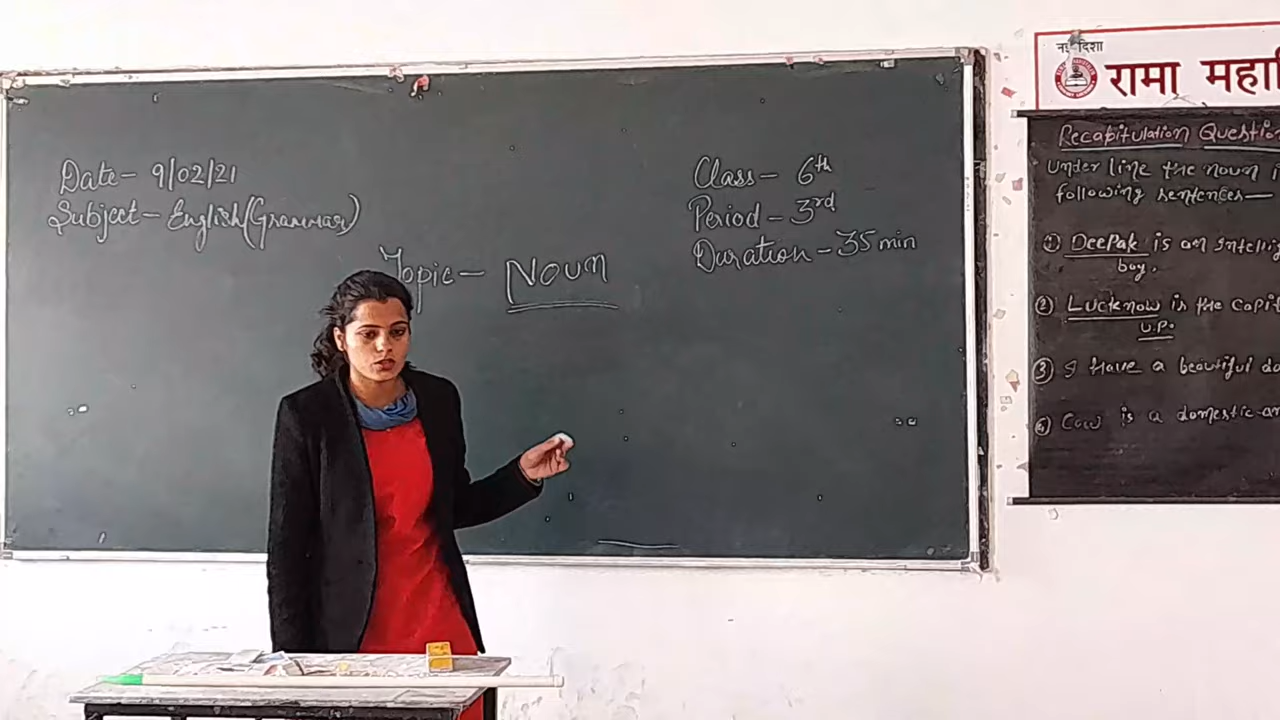 Date- 9/02/21
Subject- English(Grammar)
Topic- Noun
Class- 6th
Period- 3rd
Duration-35 min
नई दिशा
रामा
Recapitulation
Under line the noun
following sentences-
① DeePak is an
boy.
② Lucknow is the
U.P.
③ I Have a beautiful
④ Cow is a domestic